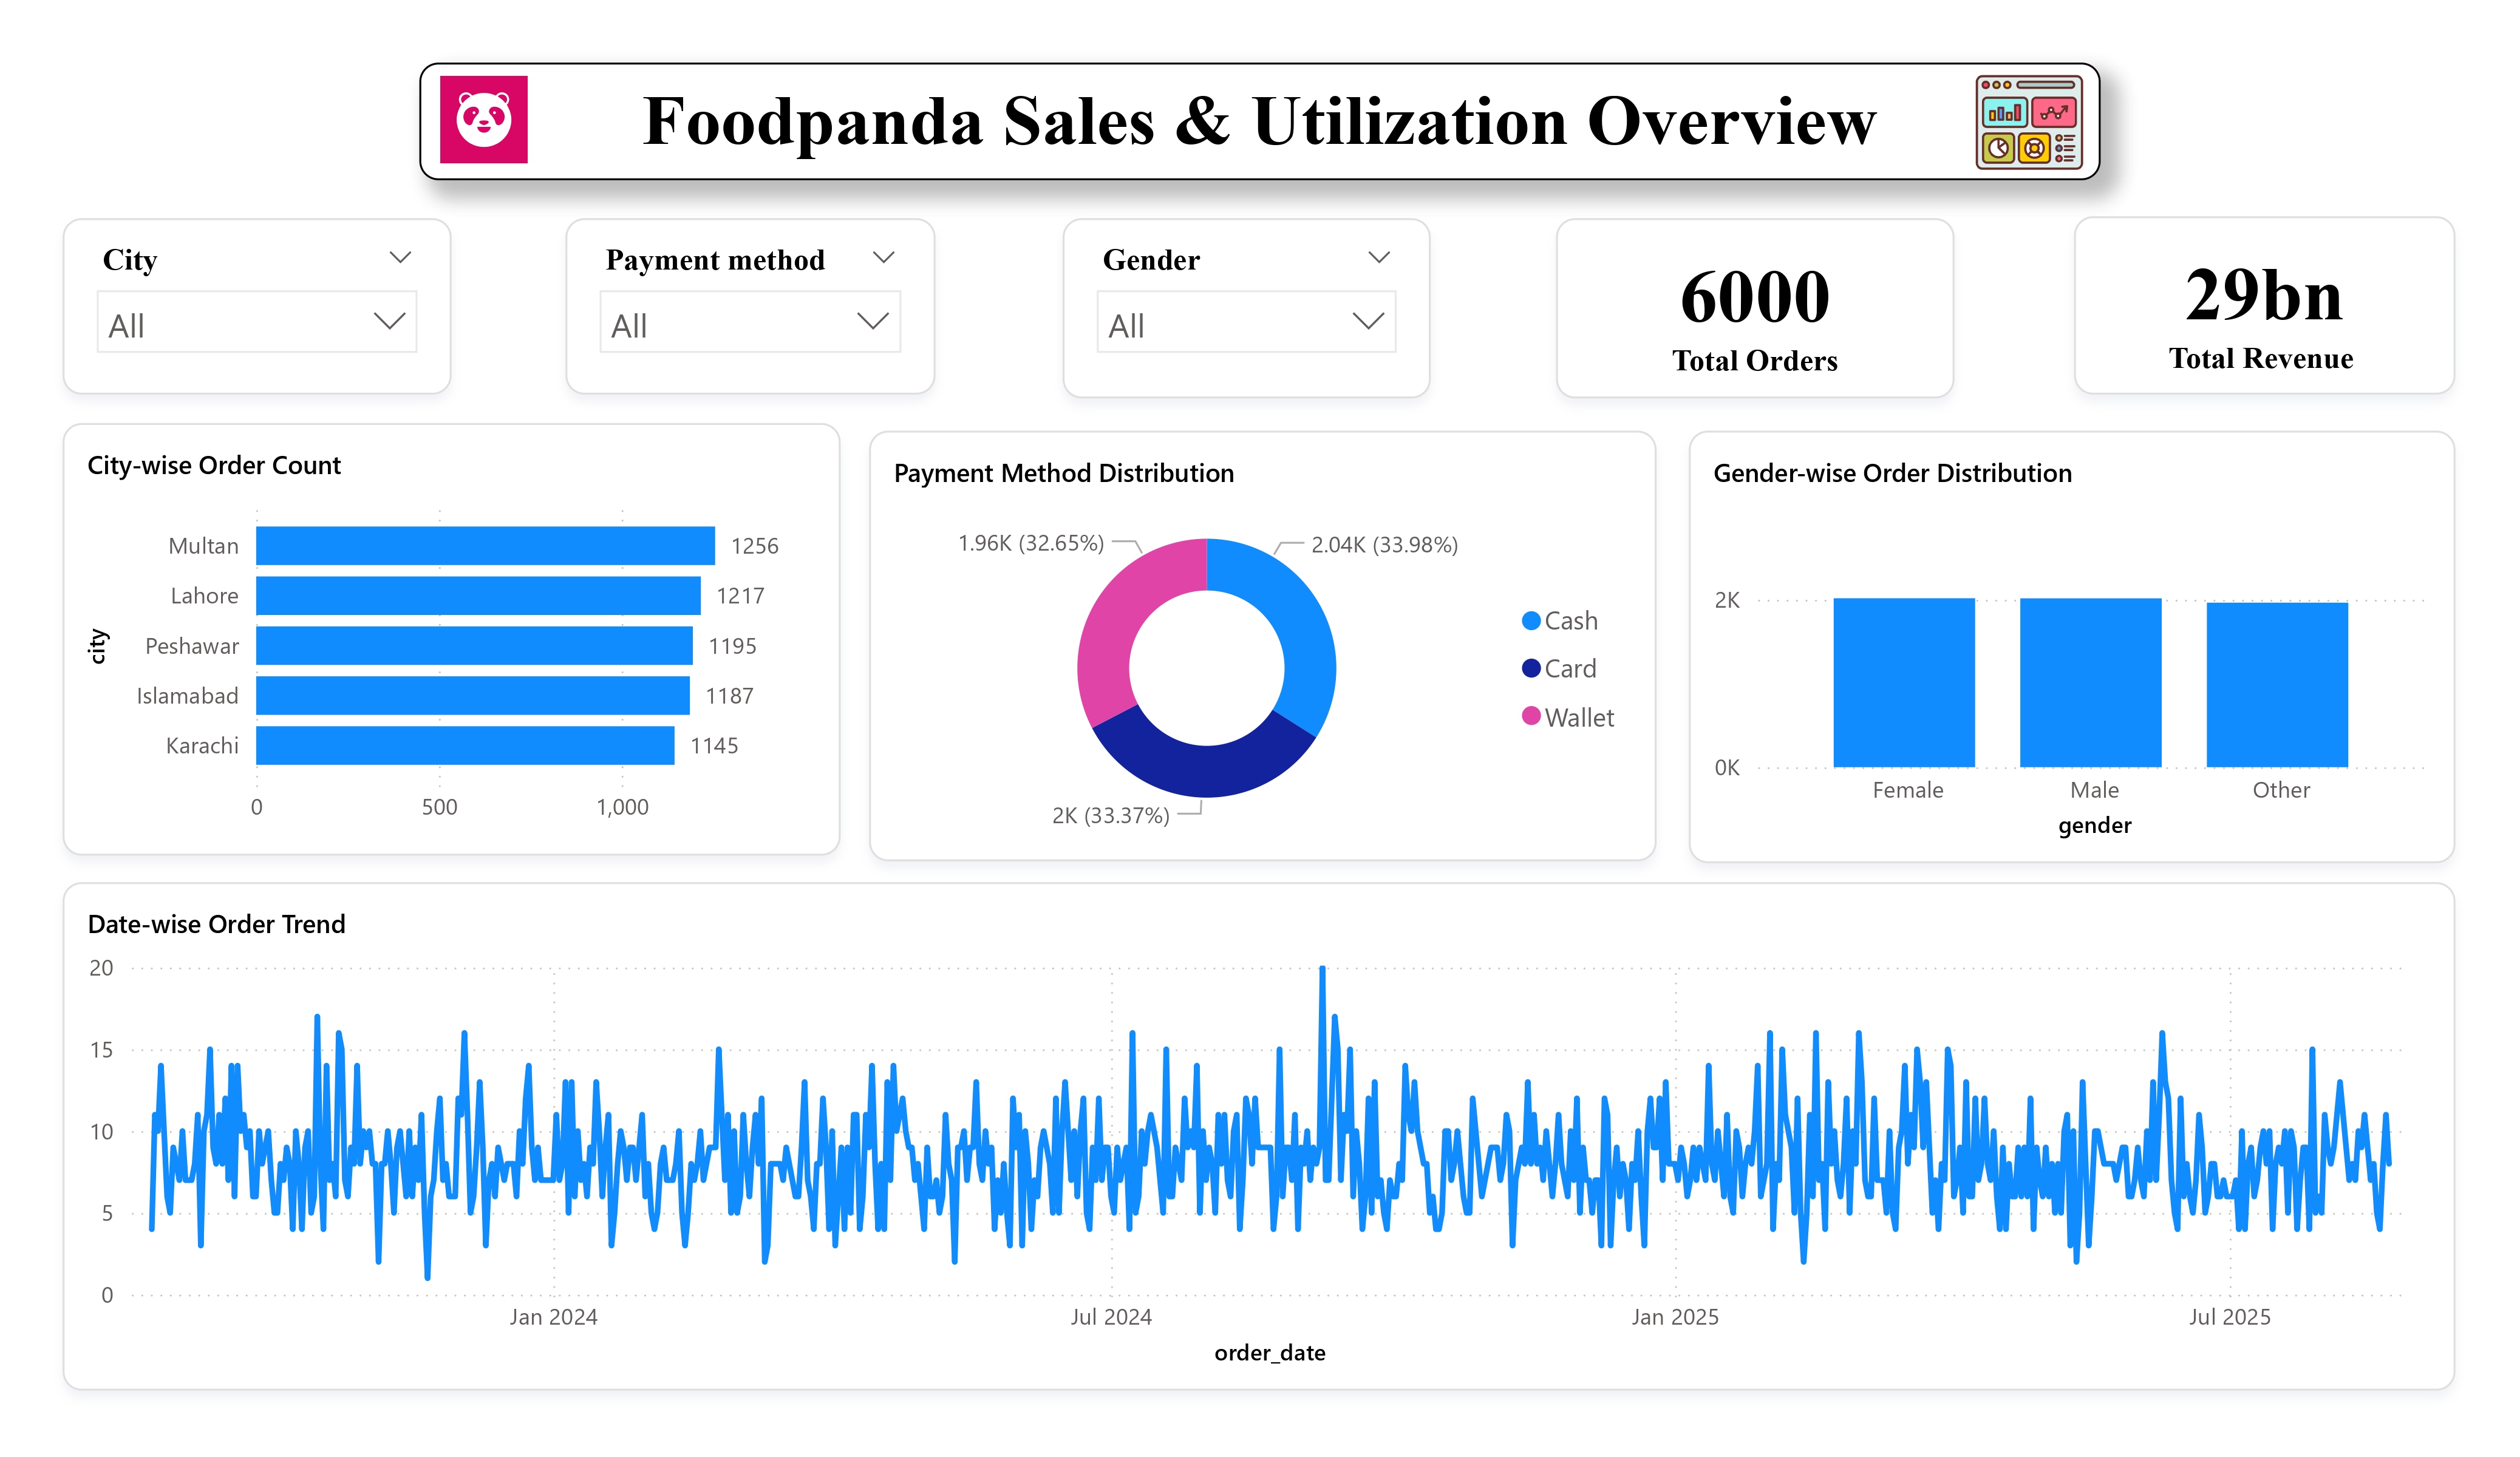 Foodpanda Sales & Utilization Overview
City
All
Payment method
All
Gender
All
6000
Total Orders
29bn
Total Revenue
City-wise Order Count
city
Multan 1256
Lahore 1217
Peshawar 1195
Islamabad 1187
Karachi 1145
0 500 1,000
Payment Method Distribution
1.96K (32.65%)
2.04K (33.98%)
2K (33.37%)
Cash
Card
Wallet
Gender-wise Order Distribution
2K
0K
Female Male Other
gender
Date-wise Order Trend
20
15
10
5
0
Jan 2024 Jul 2024 Jan 2025 Jul 2025
order_date